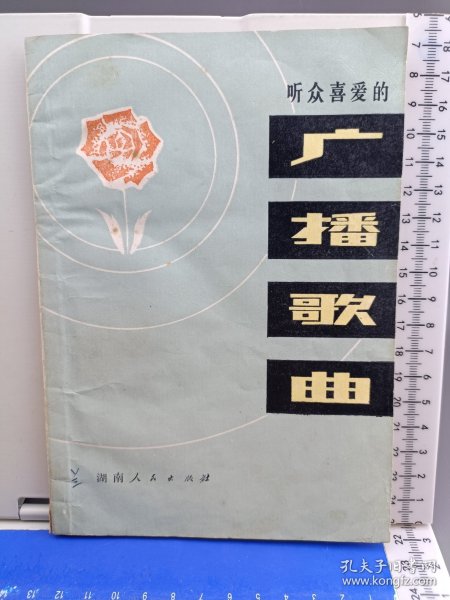 听众喜爱的
广
播
歌
曲
湖南人民出版社
孔夫子旧书网
www.kongfz.com